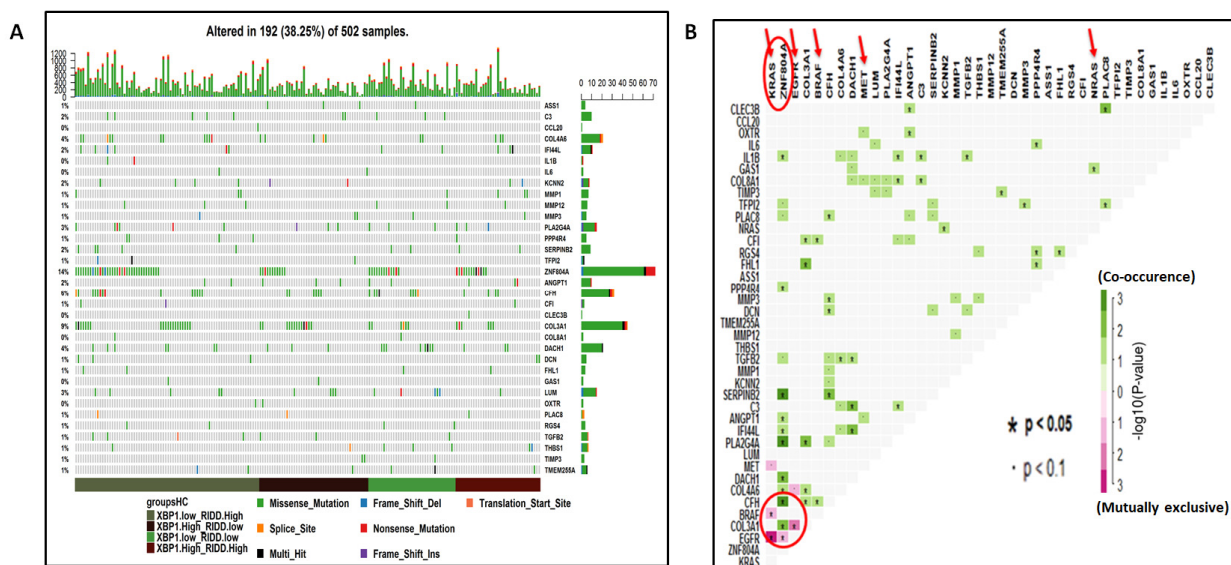 A
Altered in 192 (38.25%) of 502 samples.
1200
1000
800
600
400
200
0
0 10 20 30 40 50 60 70
1% ASS1
2% C3
0% CCL20
4% COL4A6
2% IFI44L
0% IL1B
0% IL6
2% KCNN2
1% MMP1
1% MMP12
1% MMP3
3% PLA2G4A
1% PPP4R4
2% SERPINB2
1% TFPI2
14% ZNF804A
2% ANGPT1
6% CFH
1% CFI
0% CLEC3B
9% COL3A1
0% COL8A1
4% DACH1
1% DCN
1% FHL1
0% GAS1
3% LUM
0% OXTR
1% PLAC8
1% RGS4
1% TGFB2
1% THBS1
1% TIMP3
1% TMEM255A
groupsHC
XBP1.low_RIDD.High
XBP1.High_RIDD.low
XBP1.low_RIDD.low
XBP1.High_RIDD.High
Missense_Mutation
Splice_Site
Multi_Hit
Frame_Shift_Del
Nonsense_Mutation
Frame_Shift_Ins
Translation_Start_Site
B
KRAS
ZNF804A
EGFR
COL3A1
BRAF
CFH
COL4A6
DACH1
MET
LUM
PLA2G4A
IFI44L
ANGPT1
C3
SERPINB2
KCNN2
MMP1
TGFB2
THBS1
MMP12
TMEM255A
DCN
MMP3
PPP4R4
ASS1
FHL1
RGS4
CFI
NRAS
PLAC8
TFPI2
TIMP3
COL8A1
GAS1
IL1B
IL6
OXTR
CCL20
CLEC3B
CLEC3B
CCL20
OXTR
IL6
IL1B
GAS1
COL8A1
TIMP3
TFPI2
PLAC8
NRAS
CFI
RGS4
FHL1
ASS1
PPP4R4
MMP3
DCN
TMEM255A
MMP12
THBS1
TGFB2
MMP1
KCNN2
SERPINB2
C3
ANGPT1
IFI44L
PLA2G4A
LUM
MET
DACH1
COL4A6
CFH
BRAF
COL3A1
EGFR
ZNF804A
KRAS
(Co-occurence)
3
2
1
0
1
2
3
-log10(P-value)
(Mutually exclusive)
* p<0.05
· p<0.1